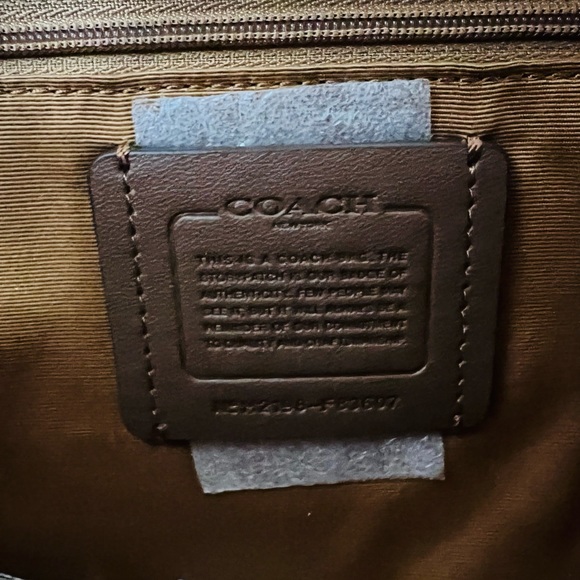 COACH
NEW YORK
THIS IS A COACH BAG. THE
STORYPATCH IS OUR BADGE OF
AUTHENTICITY. FEW PEOPLE MAY
SEE IT, BUT IT WILL ALWAYS BE A
REMINDER OF OUR COMMITMENT
TO QUALITY AND CRAFTSMANSHIP.